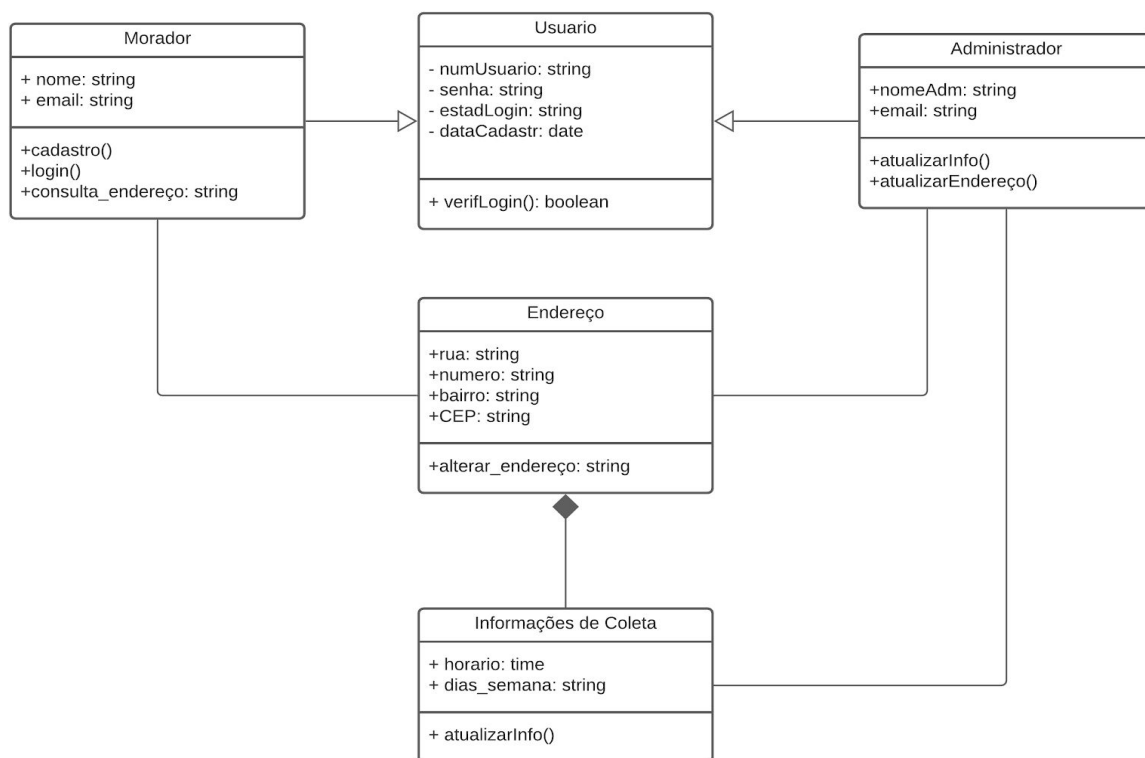 Morador
+ nome: string
+ email: string
+cadastro()
+login()
+consulta_endereço: string
Usuario
- numUsuario: string
- senha: string
- estadLogin: string
- dataCadastr: date
+ verifLogin(): boolean
Administrador
+nomeAdm: string
+email: string
+atualizarInfo()
+atualizarEndereço()
Endereço
+rua: string
+numero: string
+bairro: string
+CEP: string
+alterar_endereço: string
Informações de Coleta
+ horario: time
+ dias_semana: string
+ atualizarInfo()